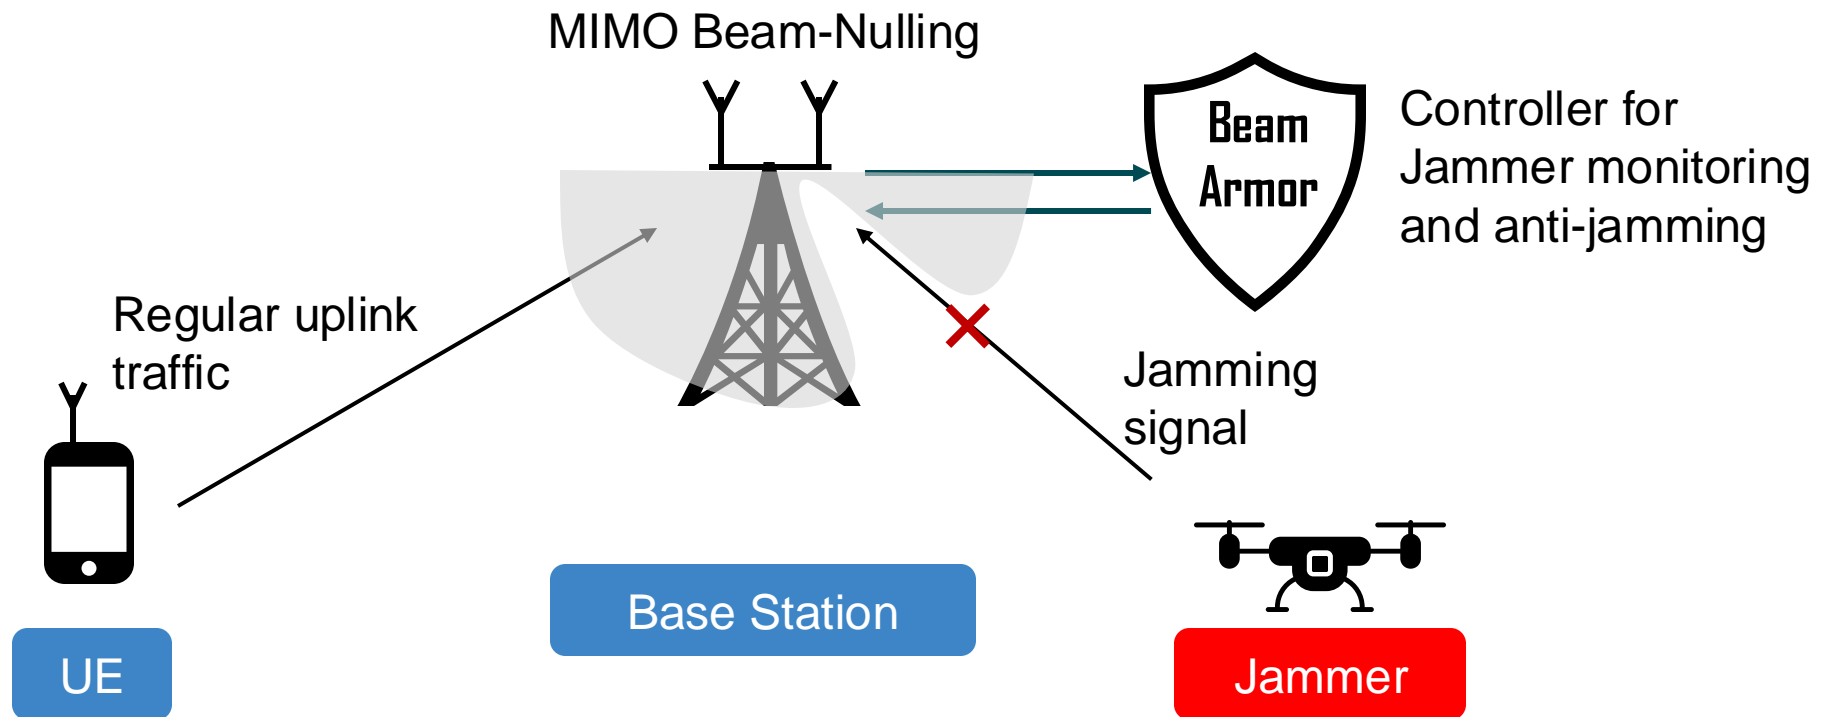 MIMO Beam-Nulling
Beam
Armor
Controller for
Jammer monitoring
and anti-jamming
Regular uplink
traffic
Jamming
signal
Base Station
UE
Jammer